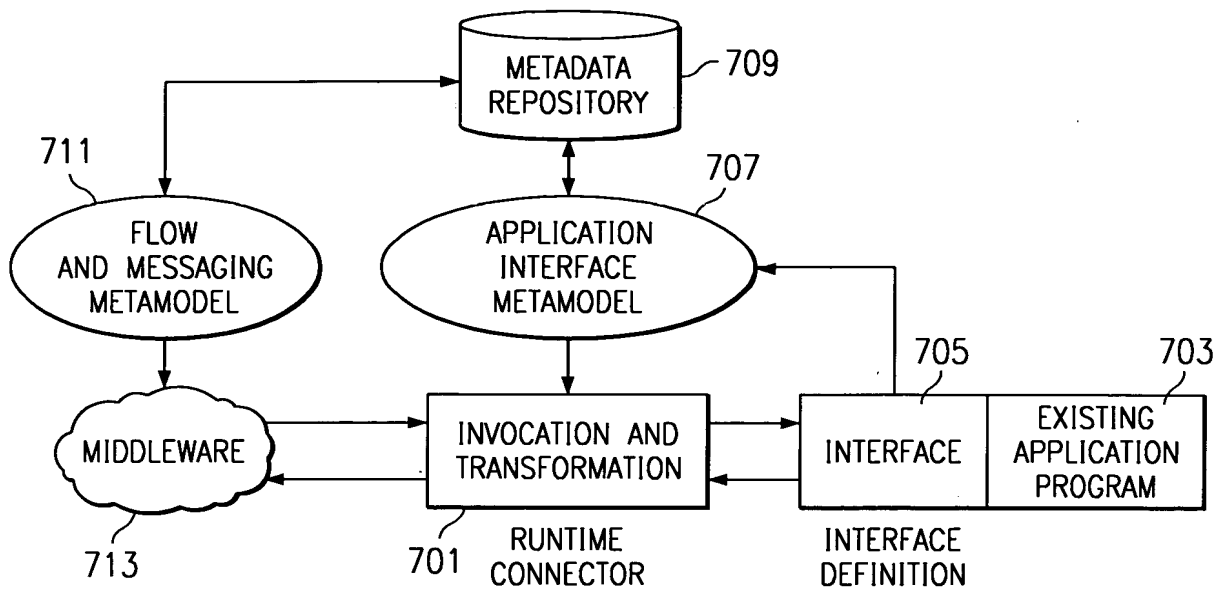 METADATA
REPOSITORY
709
711
FLOW
AND MESSAGING
METAMODEL
707
APPLICATION
INTERFACE
METAMODEL
705
703
MIDDLEWARE
713
INVOCATION AND
TRANSFORMATION
701
RUNTIME
CONNECTOR
INTERFACE
EXISTING
APPLICATION
PROGRAM
INTERFACE
DEFINITION